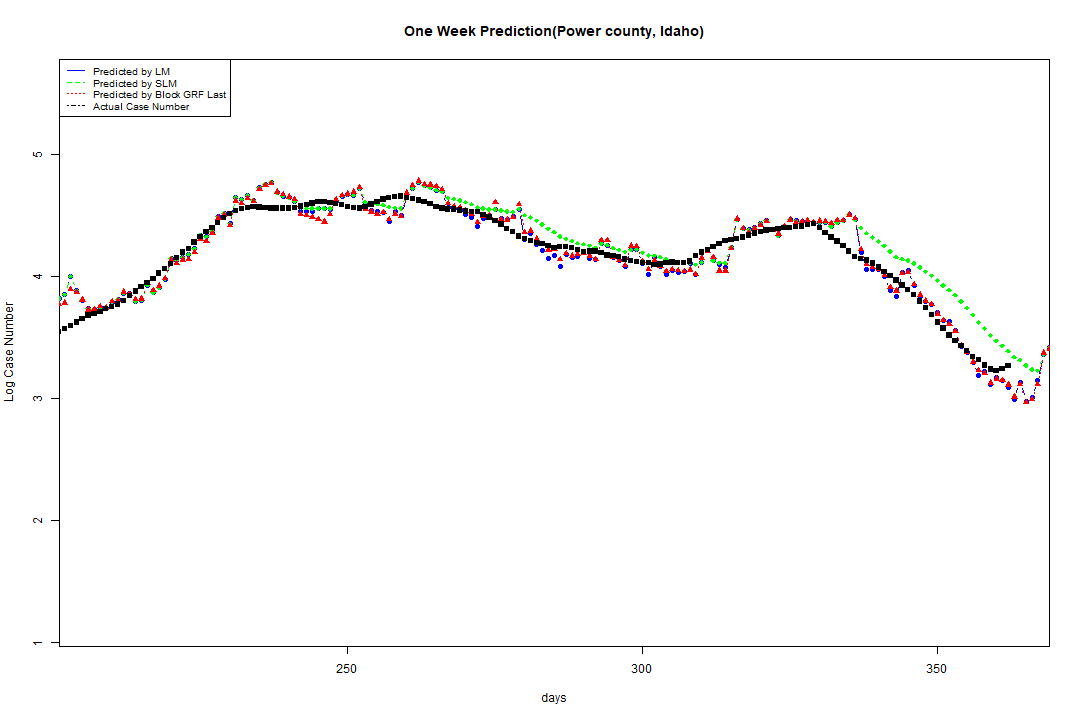 One Week Prediction(Power county, Idaho)
Predicted by LM
Predicted by SLM
Predicted by Block GRF Last
Actual Case Number
5
4
3
2
1
Log Case Number
250
300
350
days